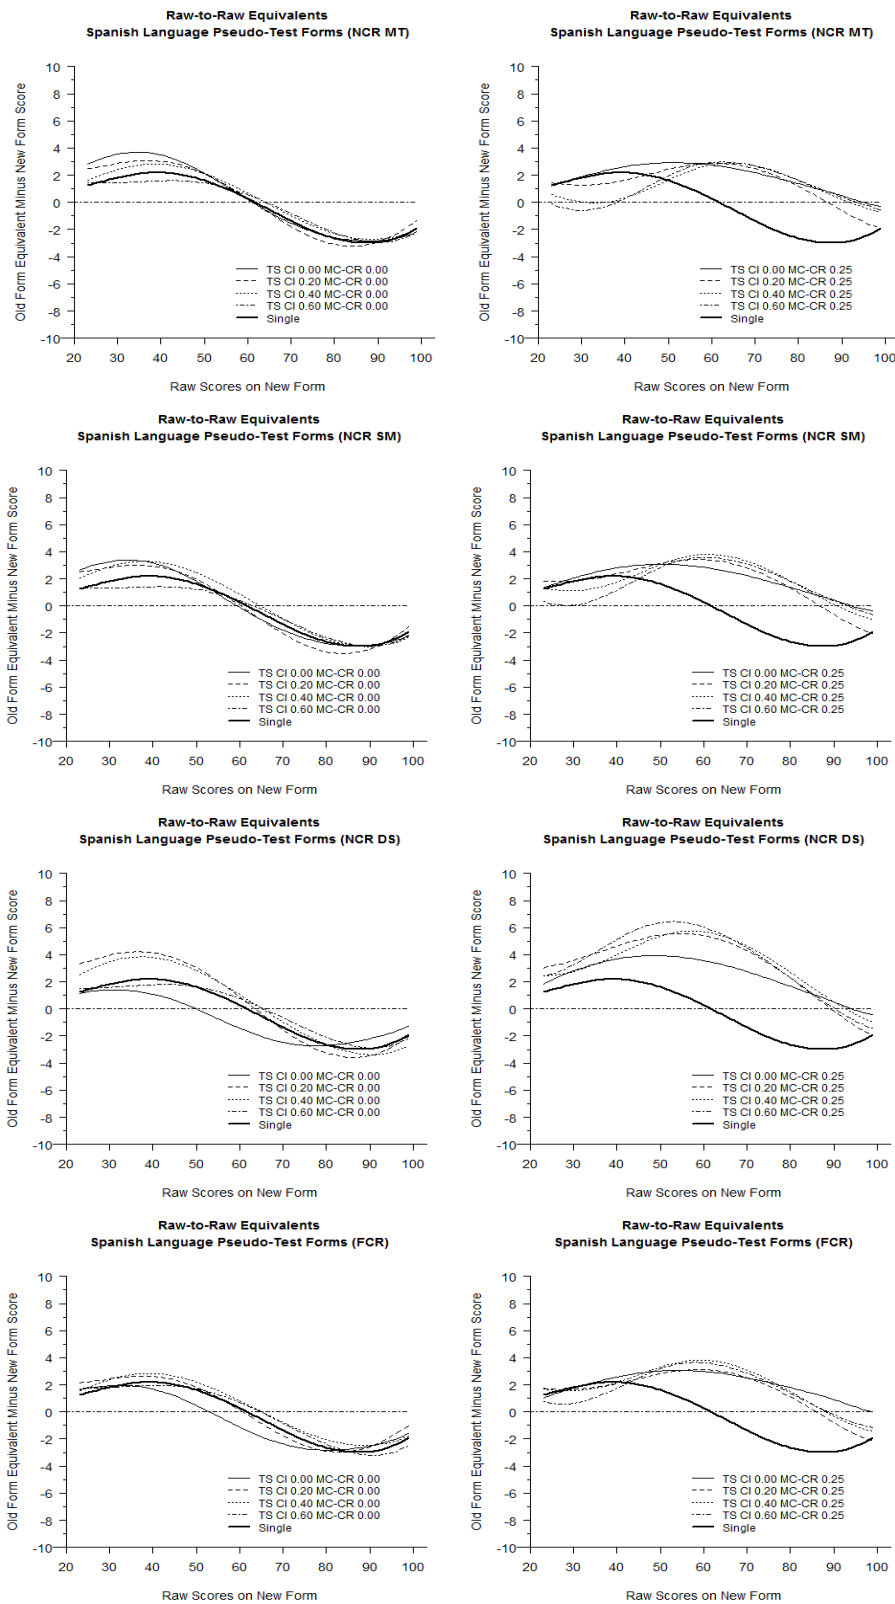 Raw-to-Raw Equivalents
Spanish Language Pseudo-Test Forms (NCR MT)
Old Form Equivalent Minus New Form Score
10
8
6
4
2
0
-2
-4
-6
-8
-10
TS CI 0.00 MC-CR 0.00
TS CI 0.20 MC-CR 0.00
TS CI 0.40 MC-CR 0.00
TS CI 0.60 MC-CR 0.00
Single
20 30 40 50 60 70 80 90 100
Raw Scores on New Form
Raw-to-Raw Equivalents
Spanish Language Pseudo-Test Forms (NCR MT)
Old Form Equivalent Minus New Form Score
10
8
6
4
2
0
-2
-4
-6
-8
-10
TS CI 0.00 MC-CR 0.25
TS CI 0.20 MC-CR 0.25
TS CI 0.40 MC-CR 0.25
TS CI 0.60 MC-CR 0.25
Single
20 30 40 50 60 70 80 90 100
Raw Scores on New Form
Raw-to-Raw Equivalents
Spanish Language Pseudo-Test Forms (NCR SM)
Old Form Equivalent Minus New Form Score
10
8
6
4
2
0
-2
-4
-6
-8
-10
TS CI 0.00 MC-CR 0.00
TS CI 0.20 MC-CR 0.00
TS CI 0.40 MC-CR 0.00
TS CI 0.60 MC-CR 0.00
Single
20 30 40 50 60 70 80 90 100
Raw Scores on New Form
Raw-to-Raw Equivalents
Spanish Language Pseudo-Test Forms (NCR SM)
Old Form Equivalent Minus New Form Score
10
8
6
4
2
0
-2
-4
-6
-8
-10
TS CI 0.00 MC-CR 0.25
TS CI 0.20 MC-CR 0.25
TS CI 0.40 MC-CR 0.25
TS CI 0.60 MC-CR 0.25
Single
20 30 40 50 60 70 80 90 100
Raw Scores on New Form
Raw-to-Raw Equivalents
Spanish Language Pseudo-Test Forms (NCR DS)
Old Form Equivalent Minus New Form Score
10
8
6
4
2
0
-2
-4
-6
-8
-10
TS CI 0.00 MC-CR 0.00
TS CI 0.20 MC-CR 0.00
TS CI 0.40 MC-CR 0.00
TS CI 0.60 MC-CR 0.00
Single
20 30 40 50 60 70 80 90 100
Raw Scores on New Form
Raw-to-Raw Equivalents
Spanish Language Pseudo-Test Forms (NCR DS)
Old Form Equivalent Minus New Form Score
10
8
6
4
2
0
-2
-4
-6
-8
-10
TS CI 0.00 MC-CR 0.25
TS CI 0.20 MC-CR 0.25
TS CI 0.40 MC-CR 0.25
TS CI 0.60 MC-CR 0.25
Single
20 30 40 50 60 70 80 90 100
Raw Scores on New Form
Raw-to-Raw Equivalents
Spanish Language Pseudo-Test Forms (FCR)
Old Form Equivalent Minus New Form Score
10
8
6
4
2
0
-2
-4
-6
-8
-10
TS CI 0.00 MC-CR 0.00
TS CI 0.20 MC-CR 0.00
TS CI 0.40 MC-CR 0.00
TS CI 0.60 MC-CR 0.00
Single
20 30 40 50 60 70 80 90 100
Raw Scores on New Form
Raw-to-Raw Equivalents
Spanish Language Pseudo-Test Forms (FCR)
Old Form Equivalent Minus New Form Score
10
8
6
4
2
0
-2
-4
-6
-8
-10
TS CI 0.00 MC-CR 0.25
TS CI 0.20 MC-CR 0.25
TS CI 0.40 MC-CR 0.25
TS CI 0.60 MC-CR 0.25
Single
20 30 40 50 60 70 80 90 100
Raw Scores on New Form